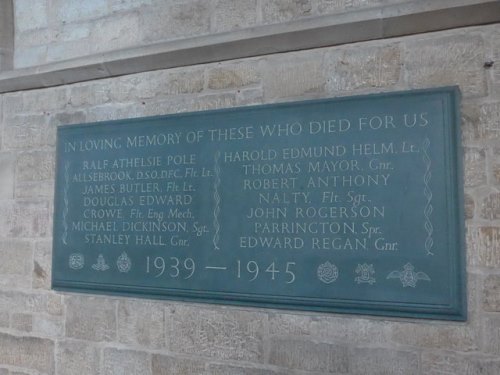 IN LOVING MEMORY OF THESE WHO DIED FOR US
RALF ATHELSIE POLE
ALLSEBROOK, D.S.O., D.F.C, Flt Lt.
JAMES BUTLER, Flt Lt.
DOUGLAS EDWARD
CROWE, Flt. Eng Mech.
MICHAEL DICKINSON, Sgt.
STANLEY HALL, Gnr.
HAROLD EDMUND HELM, Lt.
THOMAS MAYOR, Gnr.
ROBERT ANTHONY
NALTY, Flt Sgt.
JOHN ROGERSON
PARRINGTON, Spr.
EDWARD REGAN, Gnr.
1939 — 1945